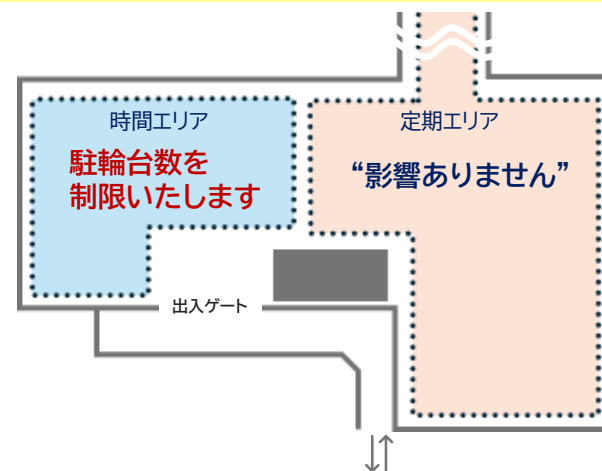 時間エリア
駐輪台数を
制限いたします
定期エリア
“影響ありません”
出入ゲート